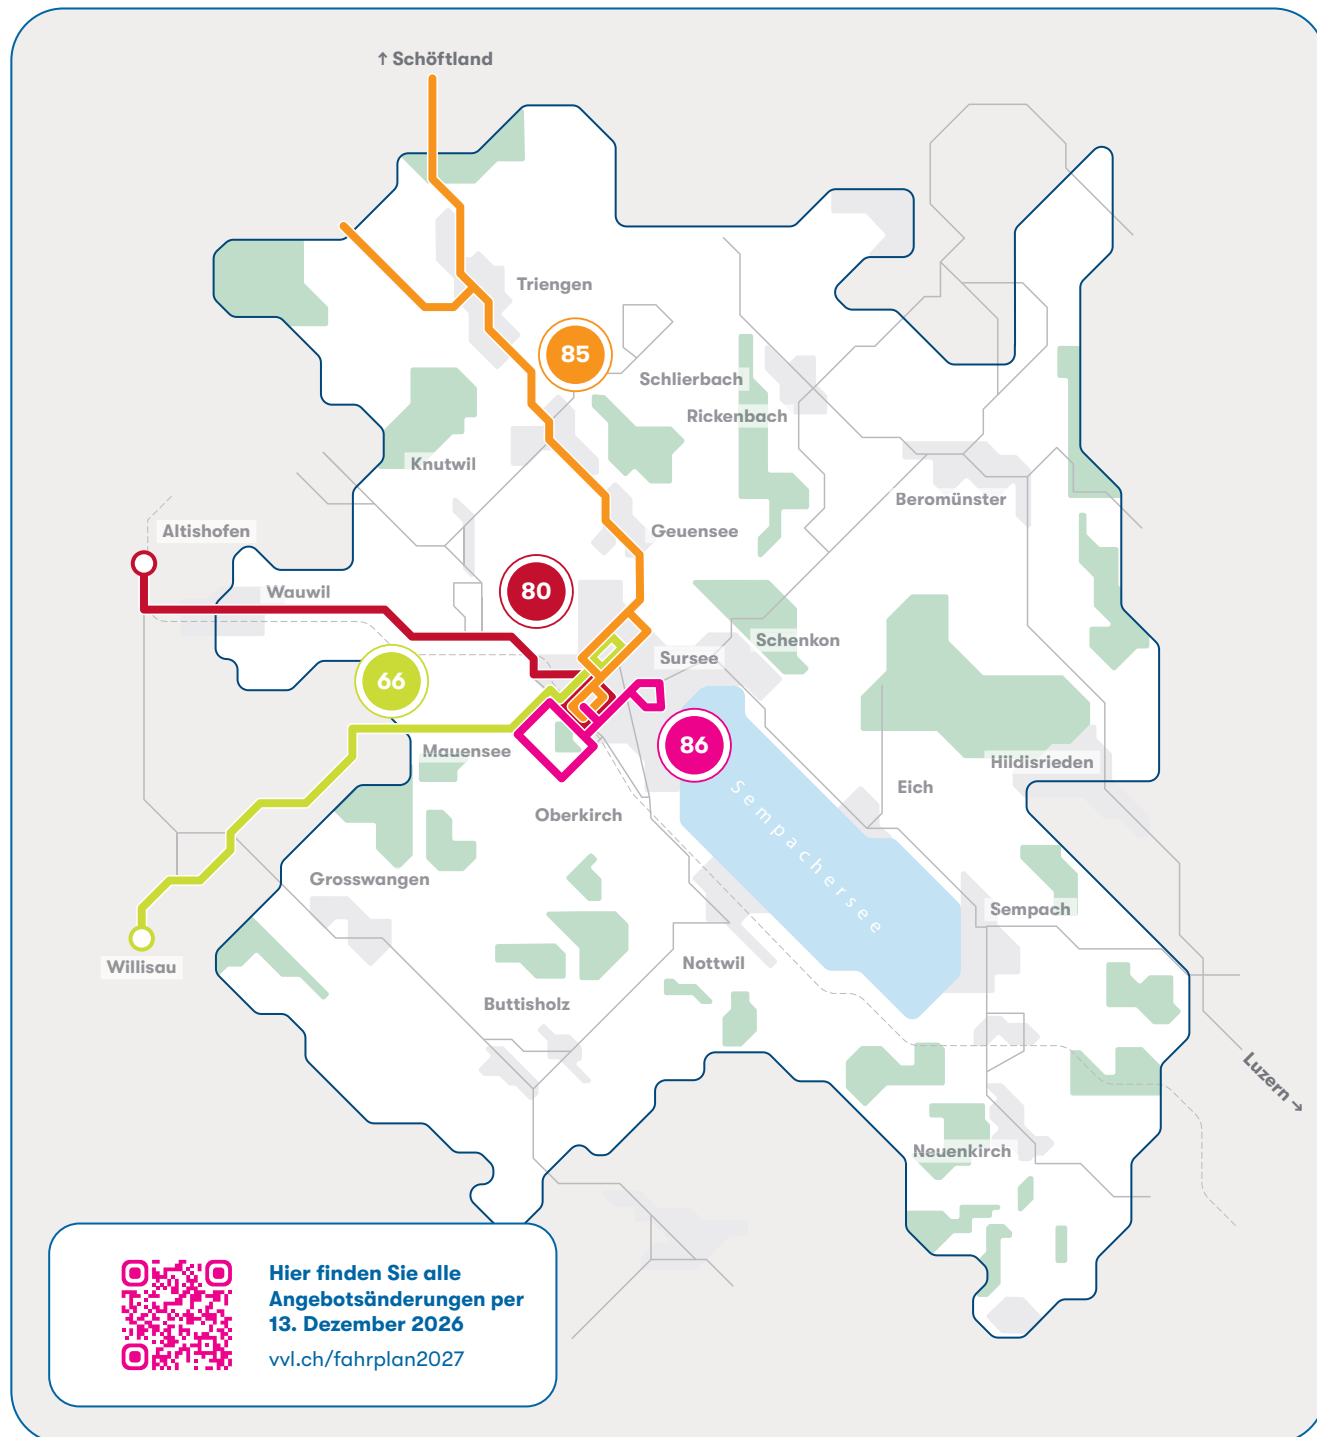 ↑ Schöftland
Triengen
85
Schlierbach
Rickenbach
Knutwil
Beromünster
Altishofen
Geuensee
80
Wauwil
Schenkon
Sursee
66
86
Mauensee
Hildisrieden
Eich
Oberkirch
Sempachersee
Grosswangen
Sempach
Willisau
Nottwil
Buttisholz
Luzern →
Neuenkirch
Hier finden Sie alle
Angebotsänderungen per
13. Dezember 2026
vvl.ch/fahrplan2027